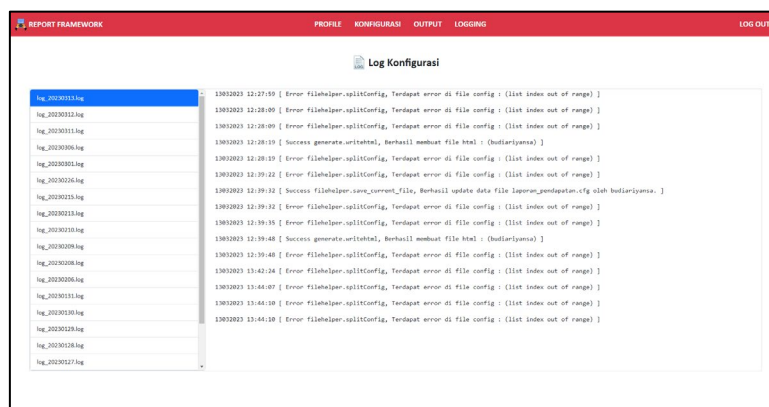 REPORT FRAMEWORK
PROFILE KONFIGURASI OUTPUT LOGGING
LOG OUT
Log Konfigurasi
log_20230313.log
log_20230312.log
log_20230311.log
log_20230306.log
log_20230301.log
log_20230226.log
log_20230215.log
log_20230213.log
log_20230210.log
log_20230209.log
log_20230208.log
log_20230206.log
log_20230131.log
log_20230130.log
log_20230129.log
log_20230128.log
log_20230127.log
13032023 12:27:59 [ Error filehelper.splitConfig, Terdapat error di file config : (list index out of range) ]
13032023 12:28:09 [ Error filehelper.splitConfig, Terdapat error di file config : (list index out of range) ]
13032023 12:28:09 [ Error filehelper.splitConfig, Terdapat error di file config : (list index out of range) ]
13032023 12:28:19 [ Success generate.writehtml, Berhasil membuat file html : (budiariyansa) ]
13032023 12:28:19 [ Error filehelper.splitConfig, Terdapat error di file config : (list index out of range) ]
13032023 12:39:22 [ Error filehelper.splitConfig, Terdapat error di file config : (list index out of range) ]
13032023 12:39:32 [ Success filehelper.save_current_file, Berhasil update data file laporan_pendapatan.cfg oleh budiariyansa. ]
13032023 12:39:32 [ Error filehelper.splitConfig, Terdapat error di file config : (list index out of range) ]
13032023 12:39:35 [ Error filehelper.splitConfig, Terdapat error di file config : (list index out of range) ]
13032023 12:39:48 [ Success generate.writehtml, Berhasil membuat file html : (budiariyansa) ]
13032023 12:39:48 [ Error filehelper.splitConfig, Terdapat error di file config : (list index out of range) ]
13032023 13:42:24 [ Error filehelper.splitConfig, Terdapat error di file config : (list index out of range) ]
13032023 13:44:07 [ Error filehelper.splitConfig, Terdapat error di file config : (list index out of range) ]
13032023 13:44:10 [ Error filehelper.splitConfig, Terdapat error di file config : (list index out of range) ]
13032023 13:44:10 [ Error filehelper.splitConfig, Terdapat error di file config : (list index out of range) ]